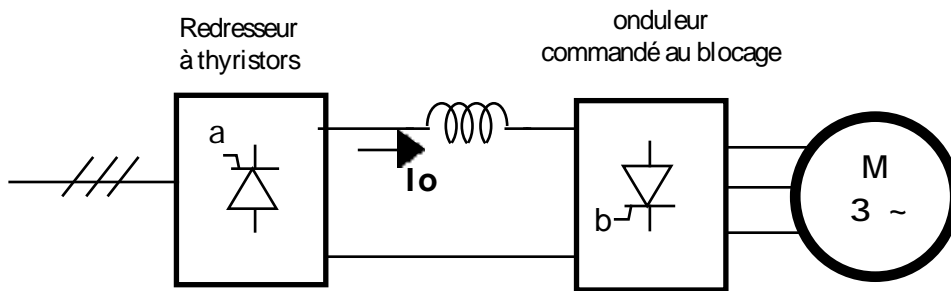 Redresseur
à thyristors
onduleur
commandé au blocage
a
Io
b
M
3 ~